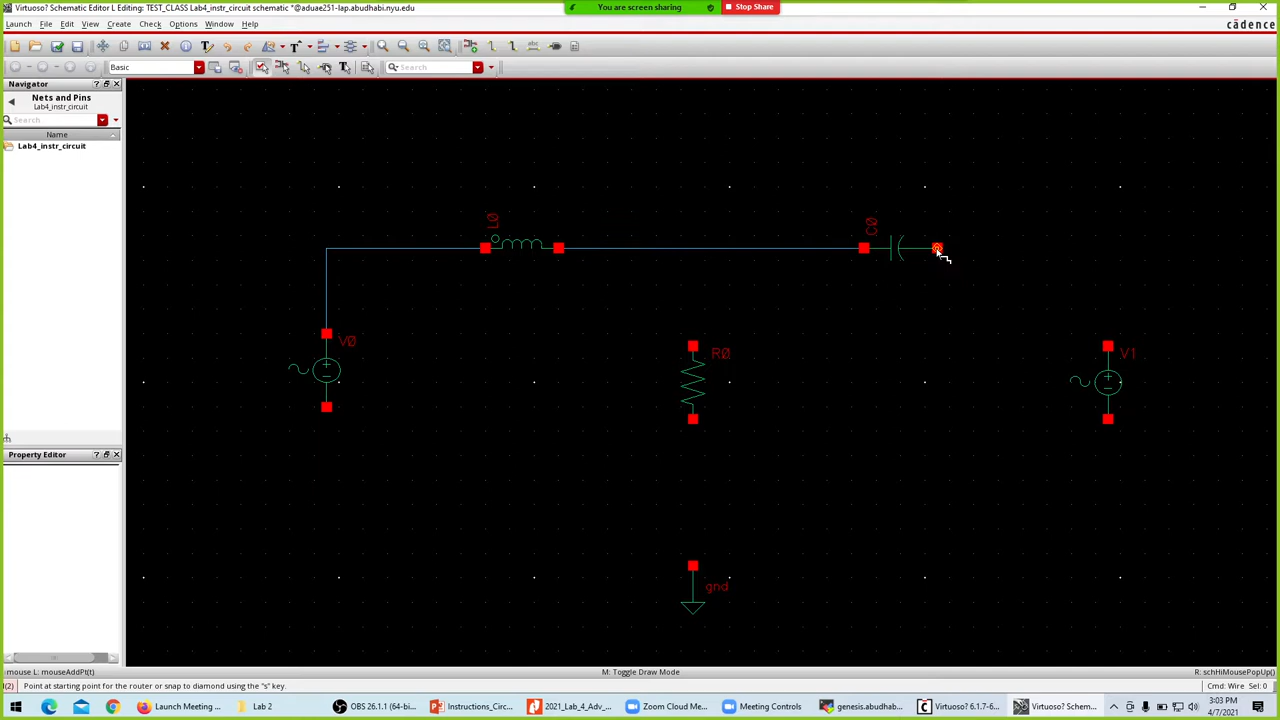 Virtuoso? Schematic Editor L Editing: TEST_CLASS Lab4_instr_circuit schematic "@aduae251-lap.abudhabi.nyu.edu
You are screen sharing
Stop Share
Launch File Edit View Create Check Options Window Help
cādence
Basic
Search
Navigator
Nets and Pins
Lab4_instr_circuit
Search
Name
Lab4_instr_circuit
Property Editor
L0
C0
V0
R0
V1
gnd
mouse L: mouseAddPt(t)
M: Toggle Draw Mode
R: schHiMousePopUp()
(2) Point at starting point for the router or snap to diamond using the "s" key.
Cmd: Wire Sel: 0
Launch Meeting ...
Lab 2
OBS 26.1.1 (64-bi...
Instructions_Circ...
2021_Lab_4_Adv_...
Zoom Cloud Me...
Meeting Controls
genesis.abudhab...
Virtuoso? 6.1.7-6...
Virtuoso? Schem...
3:03 PM
4/7/2021